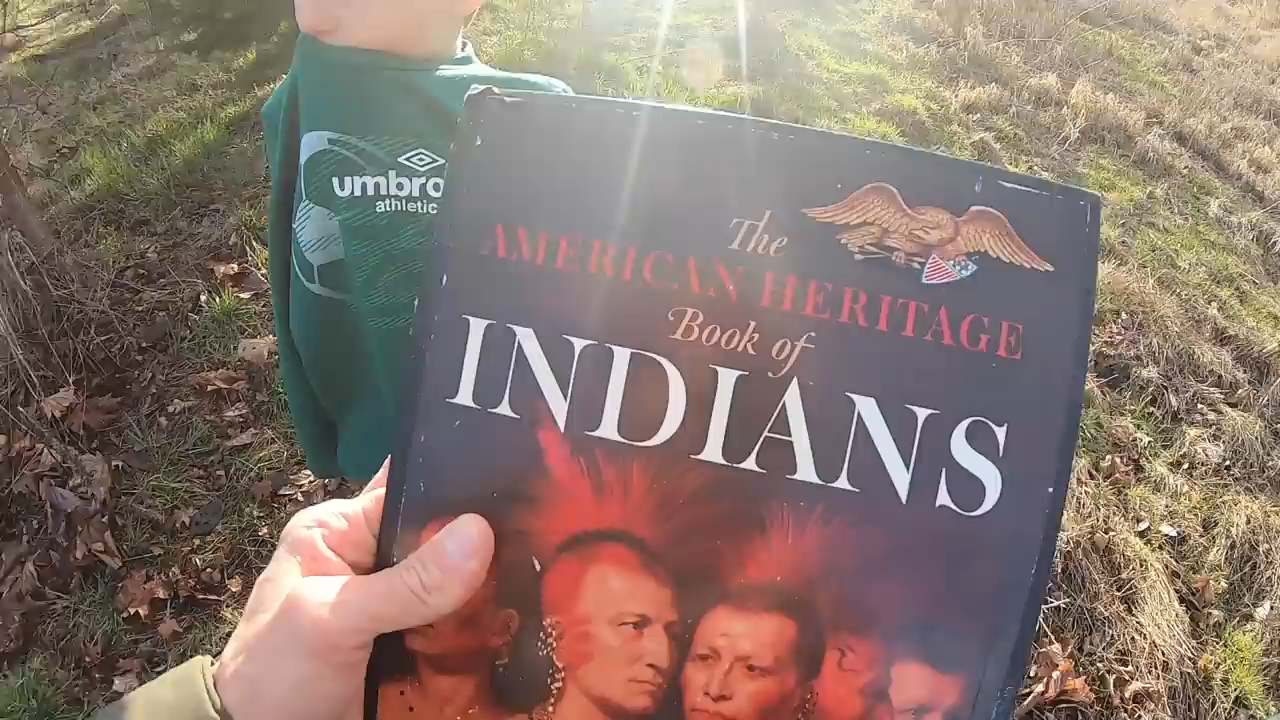 umbro
athletic
The
AMERICAN HERITAGE
Book of
INDIANS